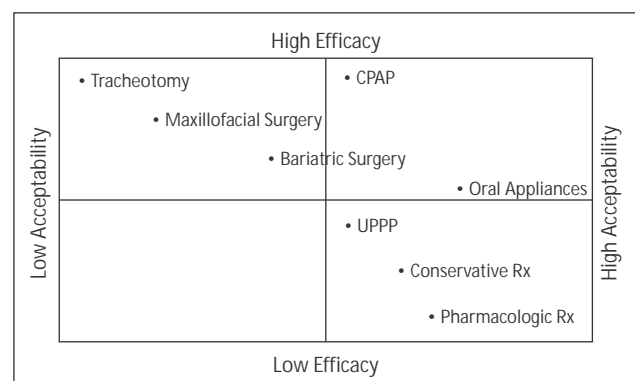 High Efficacy
• Tracheotomy
• CPAP
• Maxillofacial Surgery
• Bariatric Surgery
• Oral Appliances
Low Acceptability
High Acceptability
• UPPP
• Conservative Rx
• Pharmacologic Rx
Low Efficacy